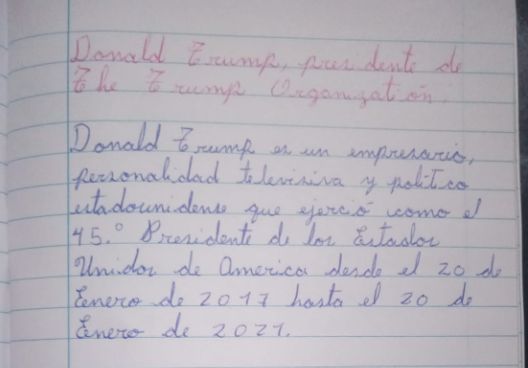 Donald Trump, presidente de
The Trump Organization.
Donald Trump es un empresario,
personalidad televisiva y político
estadounidense que ejerció como el
45.º Presidente de los Estados
Unidos de America desde el 20 de
Enero de 2017 hasta el 20 de
Enero de 2021.